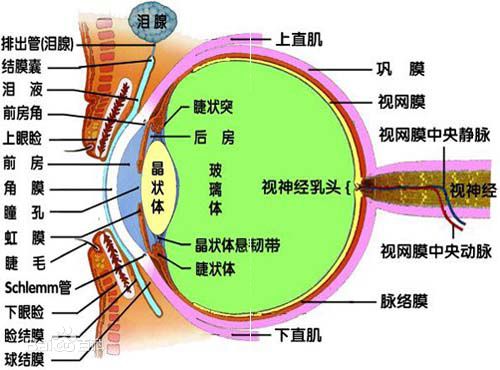 泪腺
排出管(泪腺)
结膜囊
泪 液
前房角
上眼睑
前 房
角 膜
瞳 孔
虹 膜
睫 毛
Schlemm管
下眼睑
睑结膜
球结膜
睫状突
后 房
晶状体
玻璃体
视神经乳头{
晶状体悬韧带
睫状体
上直肌
巩 膜
视网膜
视网膜中央静脉
视神经
视网膜中央动脉
脉络膜
下直肌